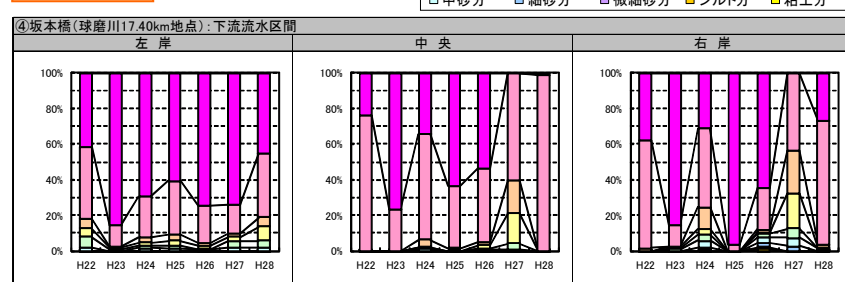 中砂分 細砂分 微細砂分 シルト分 粘土分
④坂本橋(球磨川17.40km地点):下流流水区間
左 岸 中 央 右 岸
100% 100% 100%
80% 80% 80%
60% 60% 60%
40% 40% 40%
20% 20% 20%
0% 0% 0%
H22 H23 H24 H25 H26 H27 H28 H22 H23 H24 H25 H26 H27 H28 H22 H23 H24 H25 H26 H27 H28